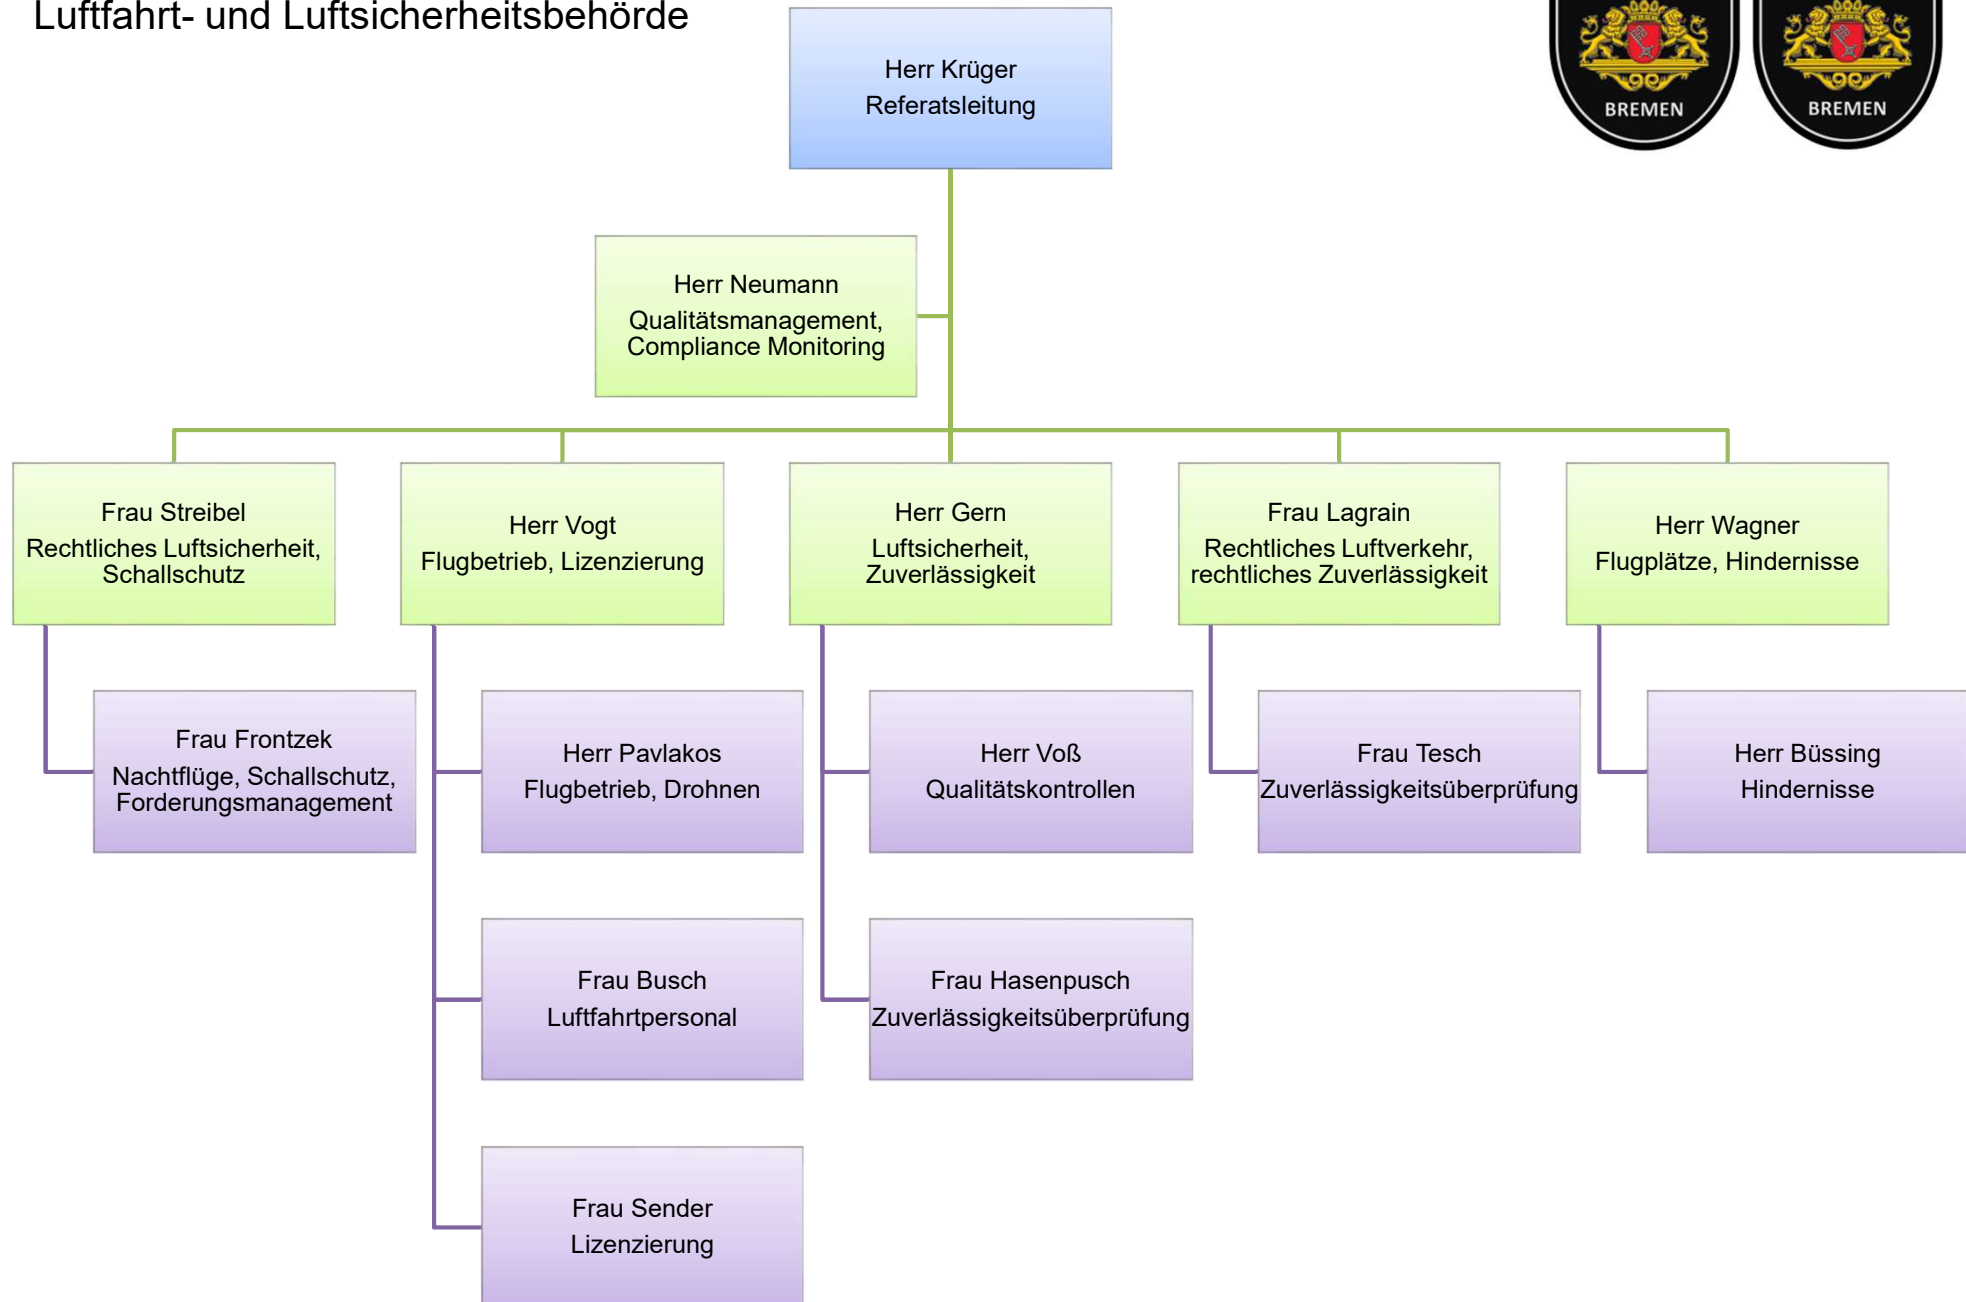 Luftfahrt- und Luftsicherheitsbehörde
BREMEN
BREMEN
Herr Krüger
Referatsleitung
Herr Neumann
Qualitätsmanagement,
Compliance Monitoring
Frau Streibel
Rechtliches Luftsicherheit,
Schallschutz
Herr Vogt
Flugbetrieb, Lizenzierung
Herr Gern
Luftsicherheit,
Zuverlässigkeit
Frau Lagrain
Rechtliches Luftverkehr,
rechtliches Zuverlässigkeit
Herr Wagner
Flugplätze, Hindernisse
Frau Frontzek
Nachtflüge, Schallschutz,
Forderungsmanagement
Herr Pavlakos
Flugbetrieb, Drohnen
Herr Voß
Qualitätskontrollen
Frau Tesch
Zuverlässigkeitsüberprüfung
Herr Büssing
Hindernisse
Frau Busch
Luftfahrtpersonal
Frau Hasenpusch
Zuverlässigkeitsüberprüfung
Frau Sender
Lizenzierung